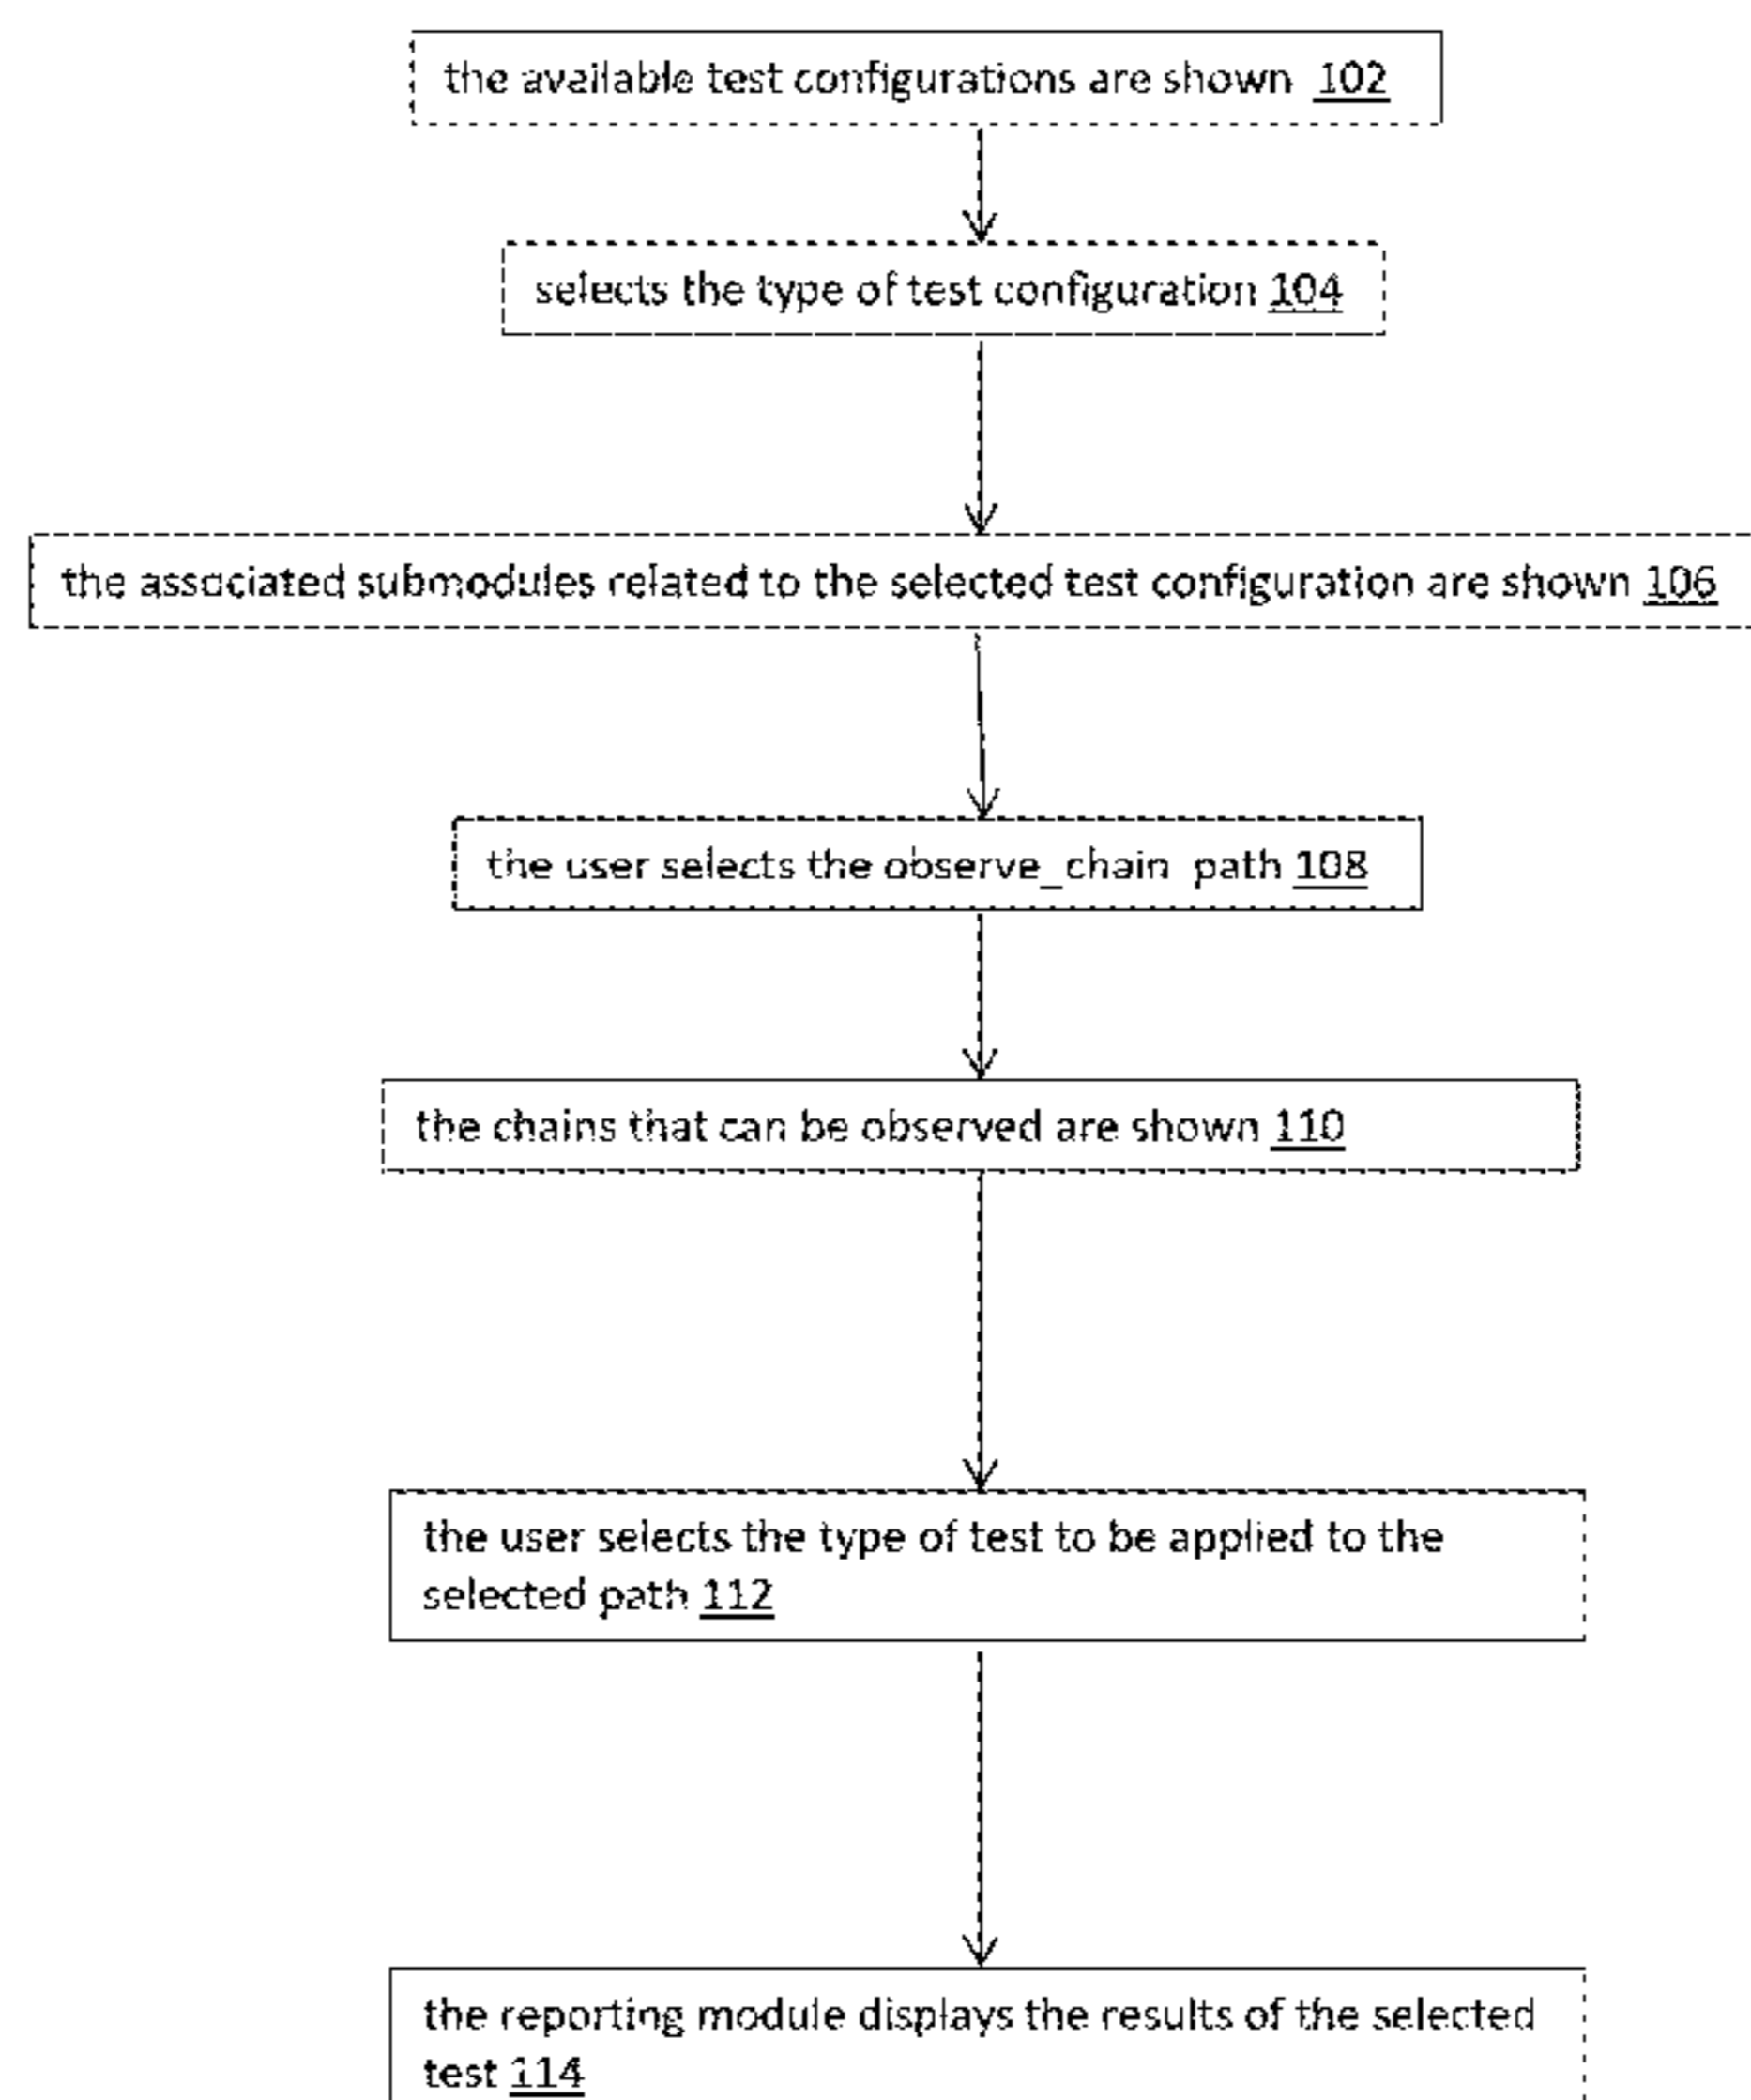 the available test configurations are shown 102
selects the type of test configuration 104
the associated submodules related to the selected test configuration are shown 106
the user selects the observe_chain path 108
the chains that can be observed are shown 110
the user selects the type of test to be applied to the
selected path 112
the reporting module displays the results of the selected
test 114